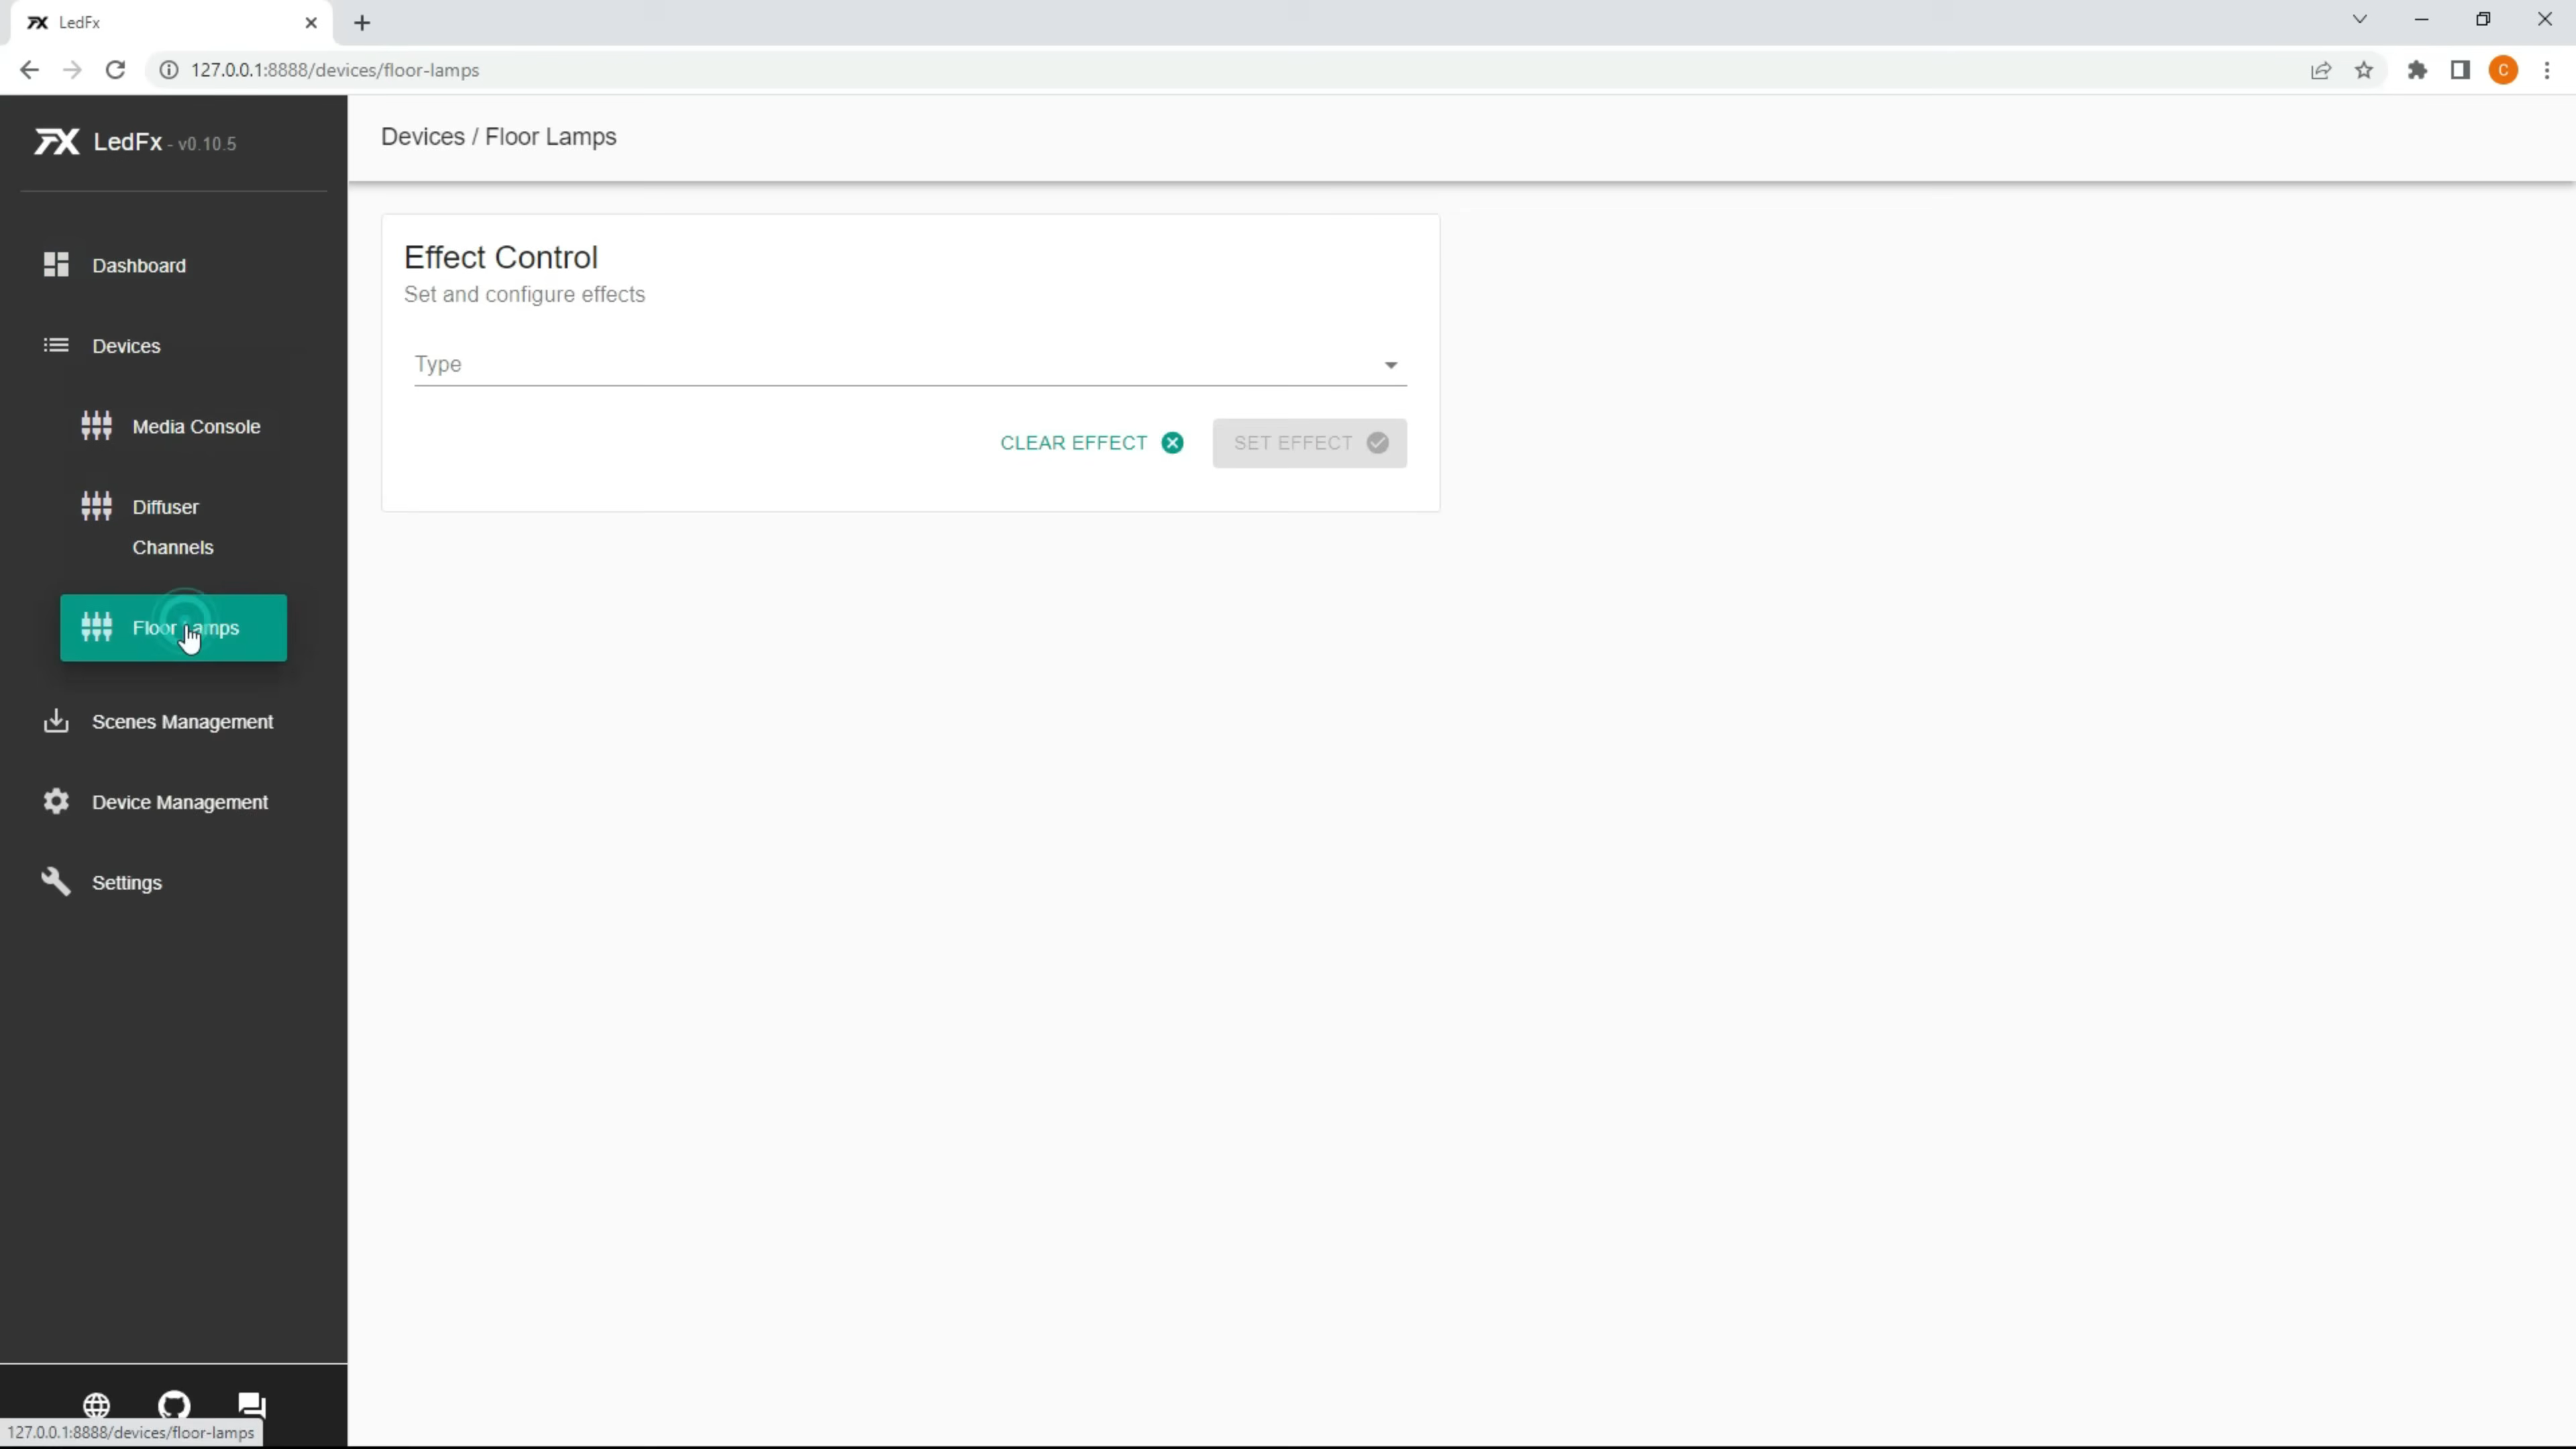 LedFx
127.0.0.1:8888/devices/floor-lamps
C
FX LedFx - v0.10.5
Devices / Floor Lamps
Effect Control
Set and configure effects
Type
CLEAR EFFECT
SET EFFECT
Dashboard
Devices
Media Console
Diffuser
Channels
Floor Lamps
Scenes Management
Device Management
Settings
127.0.0.1:8888/devices/floor-lamps